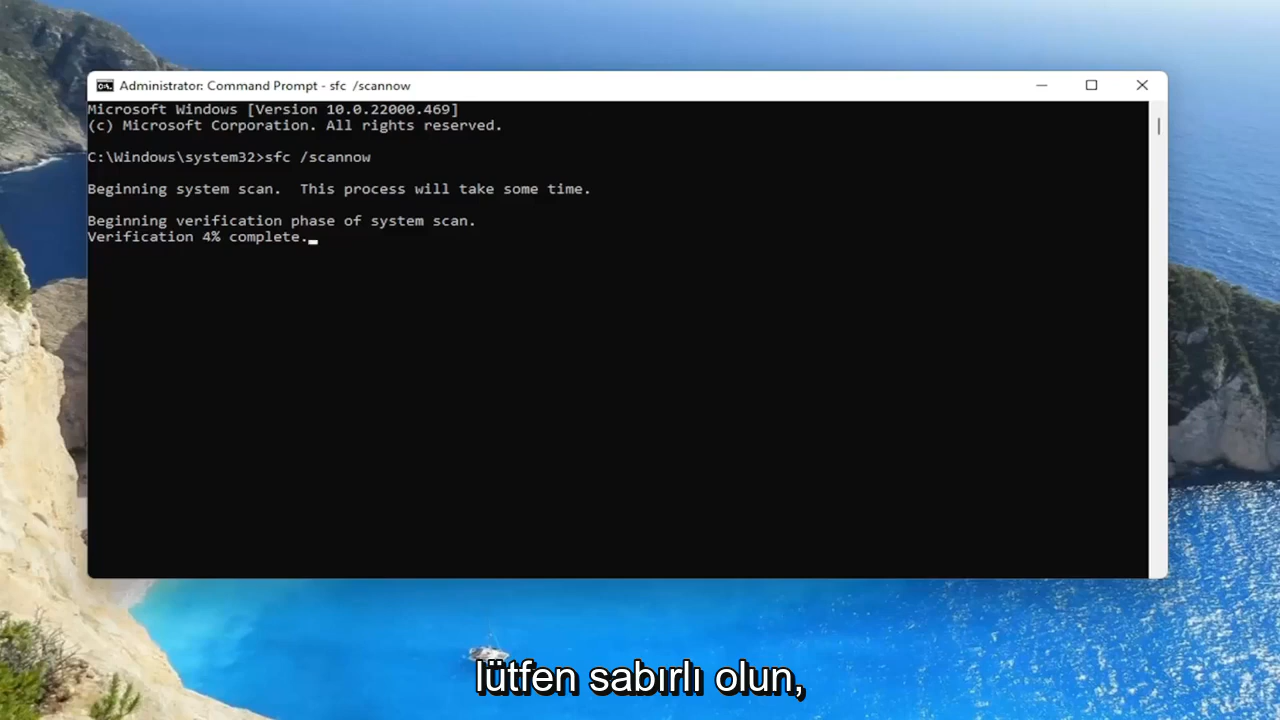 Administrator: Command Prompt - sfc  /scannow
Microsoft Windows [Version 10.0.22000.469]
(c) Microsoft Corporation. All rights reserved.
C:\Windows\system32>sfc /scannow
Beginning system scan.  This process will take some time.
Beginning verification phase of system scan.
Verification 4% complete.
lütfen sabırlı olun,